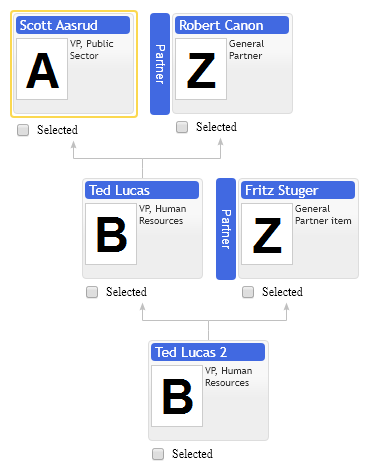 Scott Aasrud
A
VP, Public
Sector
Selected
Partner
Robert Canon
Z
General
Partner
Selected
Ted Lucas
B
VP, Human
Resources
Selected
Partner
Fritz Stuger
Z
General
Partner item
Selected
Ted Lucas 2
B
VP, Human
Resources
Selected